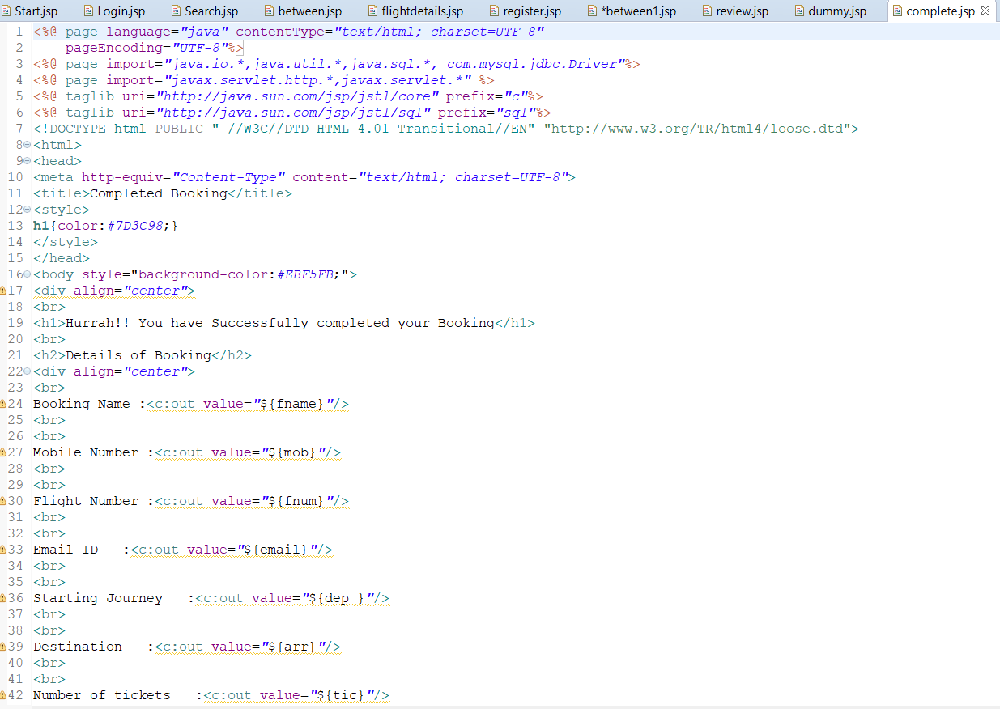 Start.jsp Login.jsp Search.jsp between.jsp flightdetails.jsp register.jsp *between1.jsp review.jsp dummy.jsp complete.jsp
1 <%@ page language="java" contentType="text/html; charset=UTF-8"
2     pageEncoding="UTF-8"%>
3 <%@ page import="java.io.*,java.util.*,java.sql.*, com.mysql.jdbc.Driver"%>
4 <%@ page import="javax.servlet.http.*,javax.servlet.*" %>
5 <%@ taglib uri="http://java.sun.com/jsp/jstl/core" prefix="c"%>
6 <%@ taglib uri="http://java.sun.com/jsp/jstl/sql" prefix="sql"%>
7 <!DOCTYPE html PUBLIC "-//W3C//DTD HTML 4.01 Transitional//EN" "http://www.w3.org/TR/html4/loose.dtd">
8 <html>
9 <head>
10 <meta http-equiv="Content-Type" content="text/html; charset=UTF-8">
11 <title>Completed Booking</title>
12 <style>
13 h1{color:#7D3C98;}
14 </style>
15 </head>
16 <body style="background-color:#EBF5FB;">
17 <div align="center">
18 <br>
19 <h1>Hurrah!! You have Successfully completed your Booking</h1>
20 <br>
21 <h2>Details of Booking</h2>
22 <div align="center">
23 <br>
24 Booking Name :<c:out value="${fname}"/>
25 <br>
26 <br>
27 Mobile Number :<c:out value="${mob}"/>
28 <br>
29 <br>
30 Flight Number :<c:out value="${fnum}"/>
31 <br>
32 <br>
33 Email ID   :<c:out value="${email}"/>
34 <br>
35 <br>
36 Starting Journey   :<c:out value="${dep }"/>
37 <br>
38 <br>
39 Destination   :<c:out value="${arr}"/>
40 <br>
41 <br>
42 Number of tickets   :<c:out value="${tic}"/>